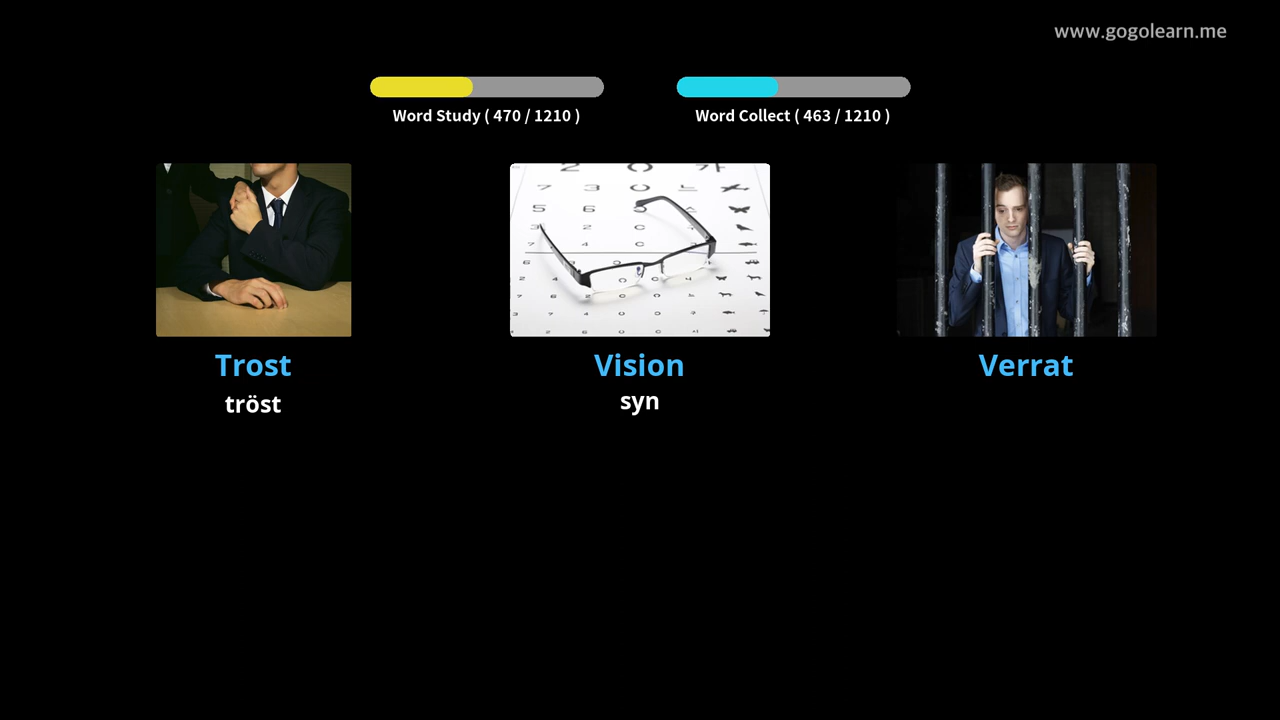 www.gogolearn.me
Word Study ( 470 / 1210 )
Word Collect ( 463 / 1210 )
Trost
Vision
Verrat
tröst
syn